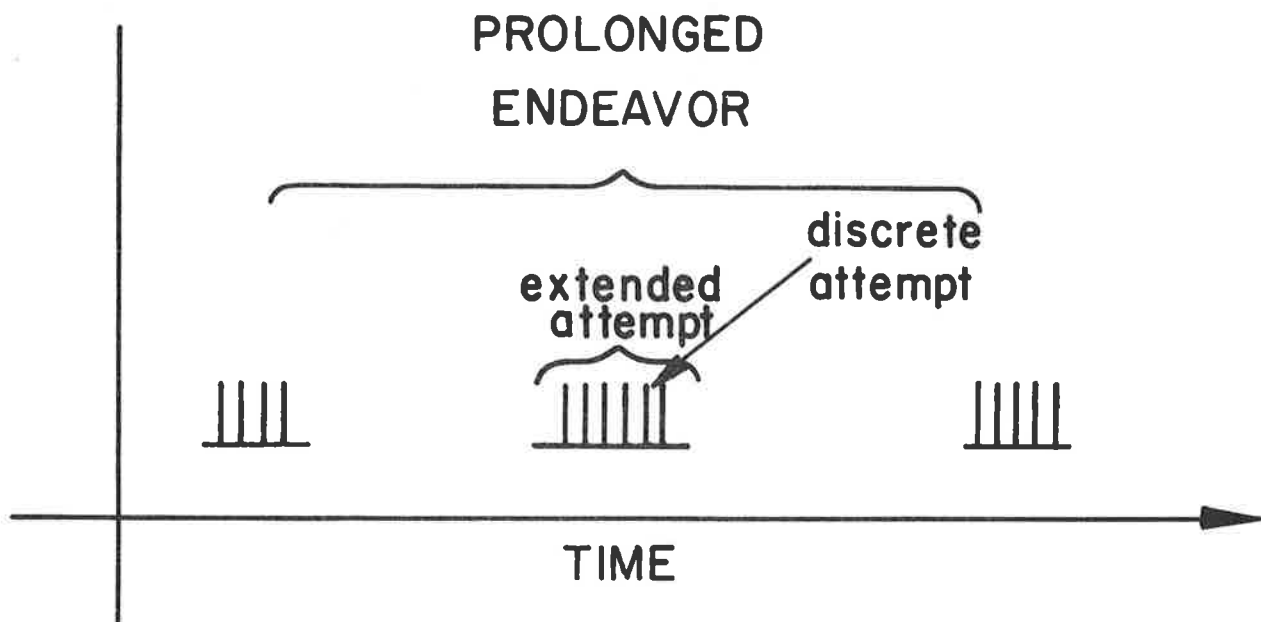 PROLONGED
ENDEAVOR
discrete
attempt
extended
attempt
TIME